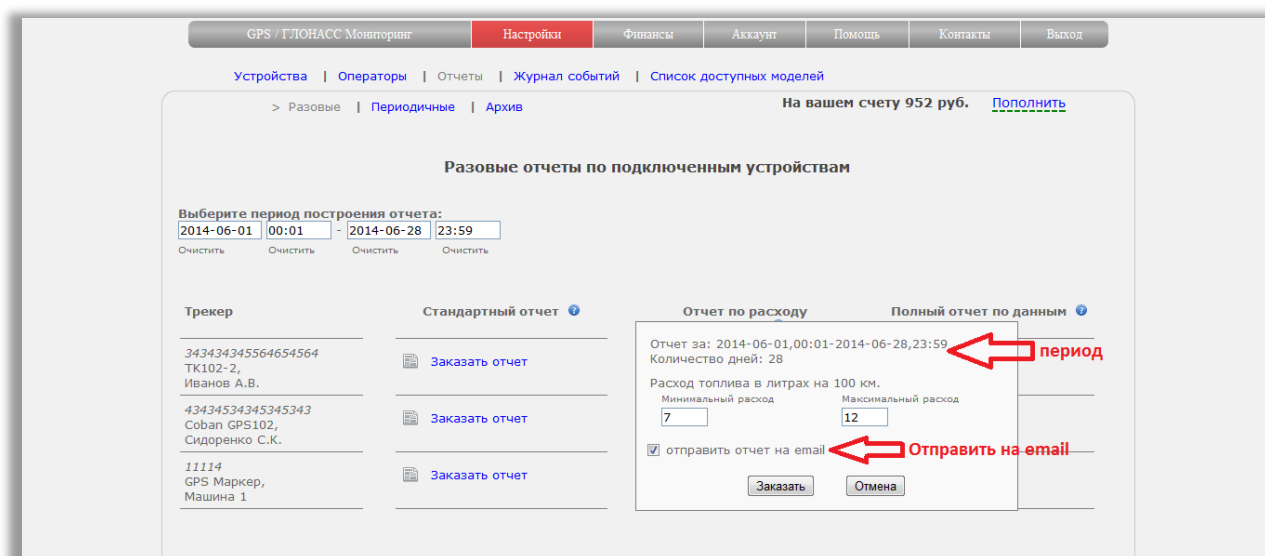 GPS / ГЛОНАСС Мониторинг Настройки Финансы Аккаунт Помощь Контакты Выход
Устройства | Операторы | Отчеты | Журнал событий | Список доступных моделей
> Разовые | Периодичные | Архив На вашем счету 952 руб. Пополнить
Разовые отчеты по подключенным устройствам
Выберите период построения отчета:
2014-06-01 00:01 - 2014-06-28 23:59
Очистить Очистить Очистить Очистить
Трекер Стандартный отчет ? Отчет по расходу Полный отчет по данным ?
343434345564654564
TK102-2,
Иванов А.В.
Заказать отчет
43434534345345343
Coban GPS102,
Сидоренко С.К.
Заказать отчет
11114
GPS Маркер,
Машина 1
Заказать отчет
Отчет за: 2014-06-01,00:01-2014-06-28,23:59
период
Количество дней: 28
Расход топлива в литрах на 100 км.
Минимальный расход Максимальный расход
7 12
отправить отчет на email
Отправить на email
Заказать Отмена